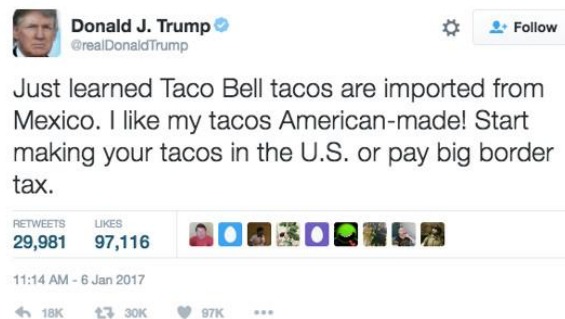 Donald J. Trump
Follow
@realDonaldTrump
Just learned Taco Bell tacos are imported from
Mexico. I like my tacos American-made! Start
making your tacos in the U.S. or pay big border
tax.
RETWEETS LIKES
29,981 97,116
11:14 AM - 6 Jan 2017
18K 30K 97K